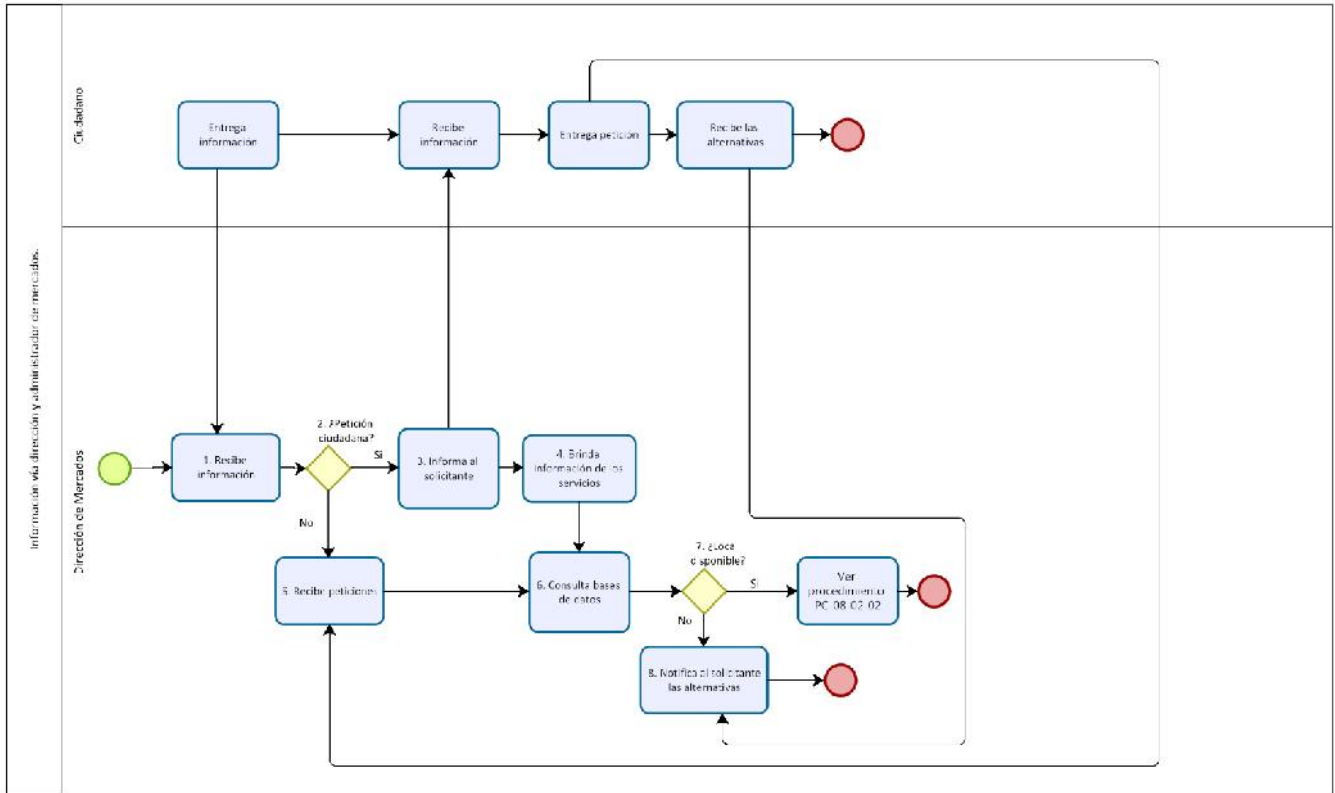 Información vía dirección y administrador de mercados.
Ciudadano
Entrega
información
Recibe
información
Entrega petición
Recibe las
alternativas
Dirección de Mercados
1. Recibe
información
2. ¿Petición
ciudadana?
Si
No
3. Informa al
solicitante
4. Brinda
información de los
servicios
5. Recibe peticiones
6. Consulta bases
de datos
7. ¿Loca
disponible?
Si
No
Ver
procedimiento
PC-08-02-02
8. Notifica al solicitante
las alternativas